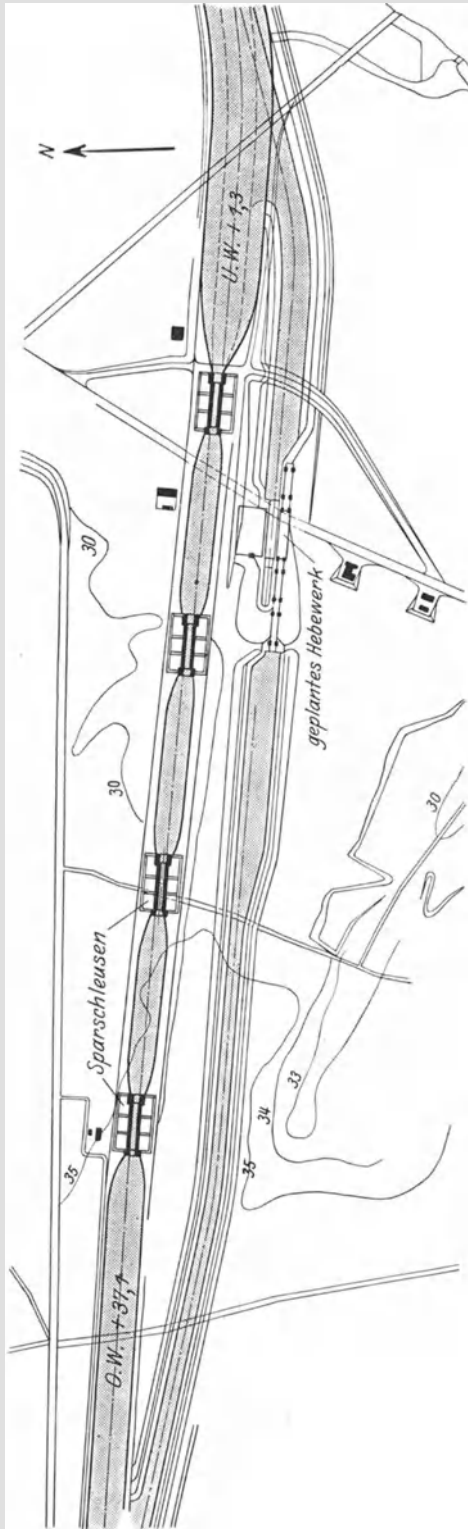 N
U.W. +1,3
30
30
geplantes Hebewerk
30
Sparschleusen
33
34
35
35
O.W. +37,1